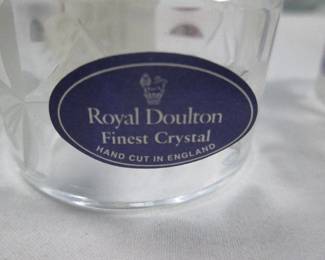 Royal Doulton
Finest Crystal
HAND CUT IN ENGLAND